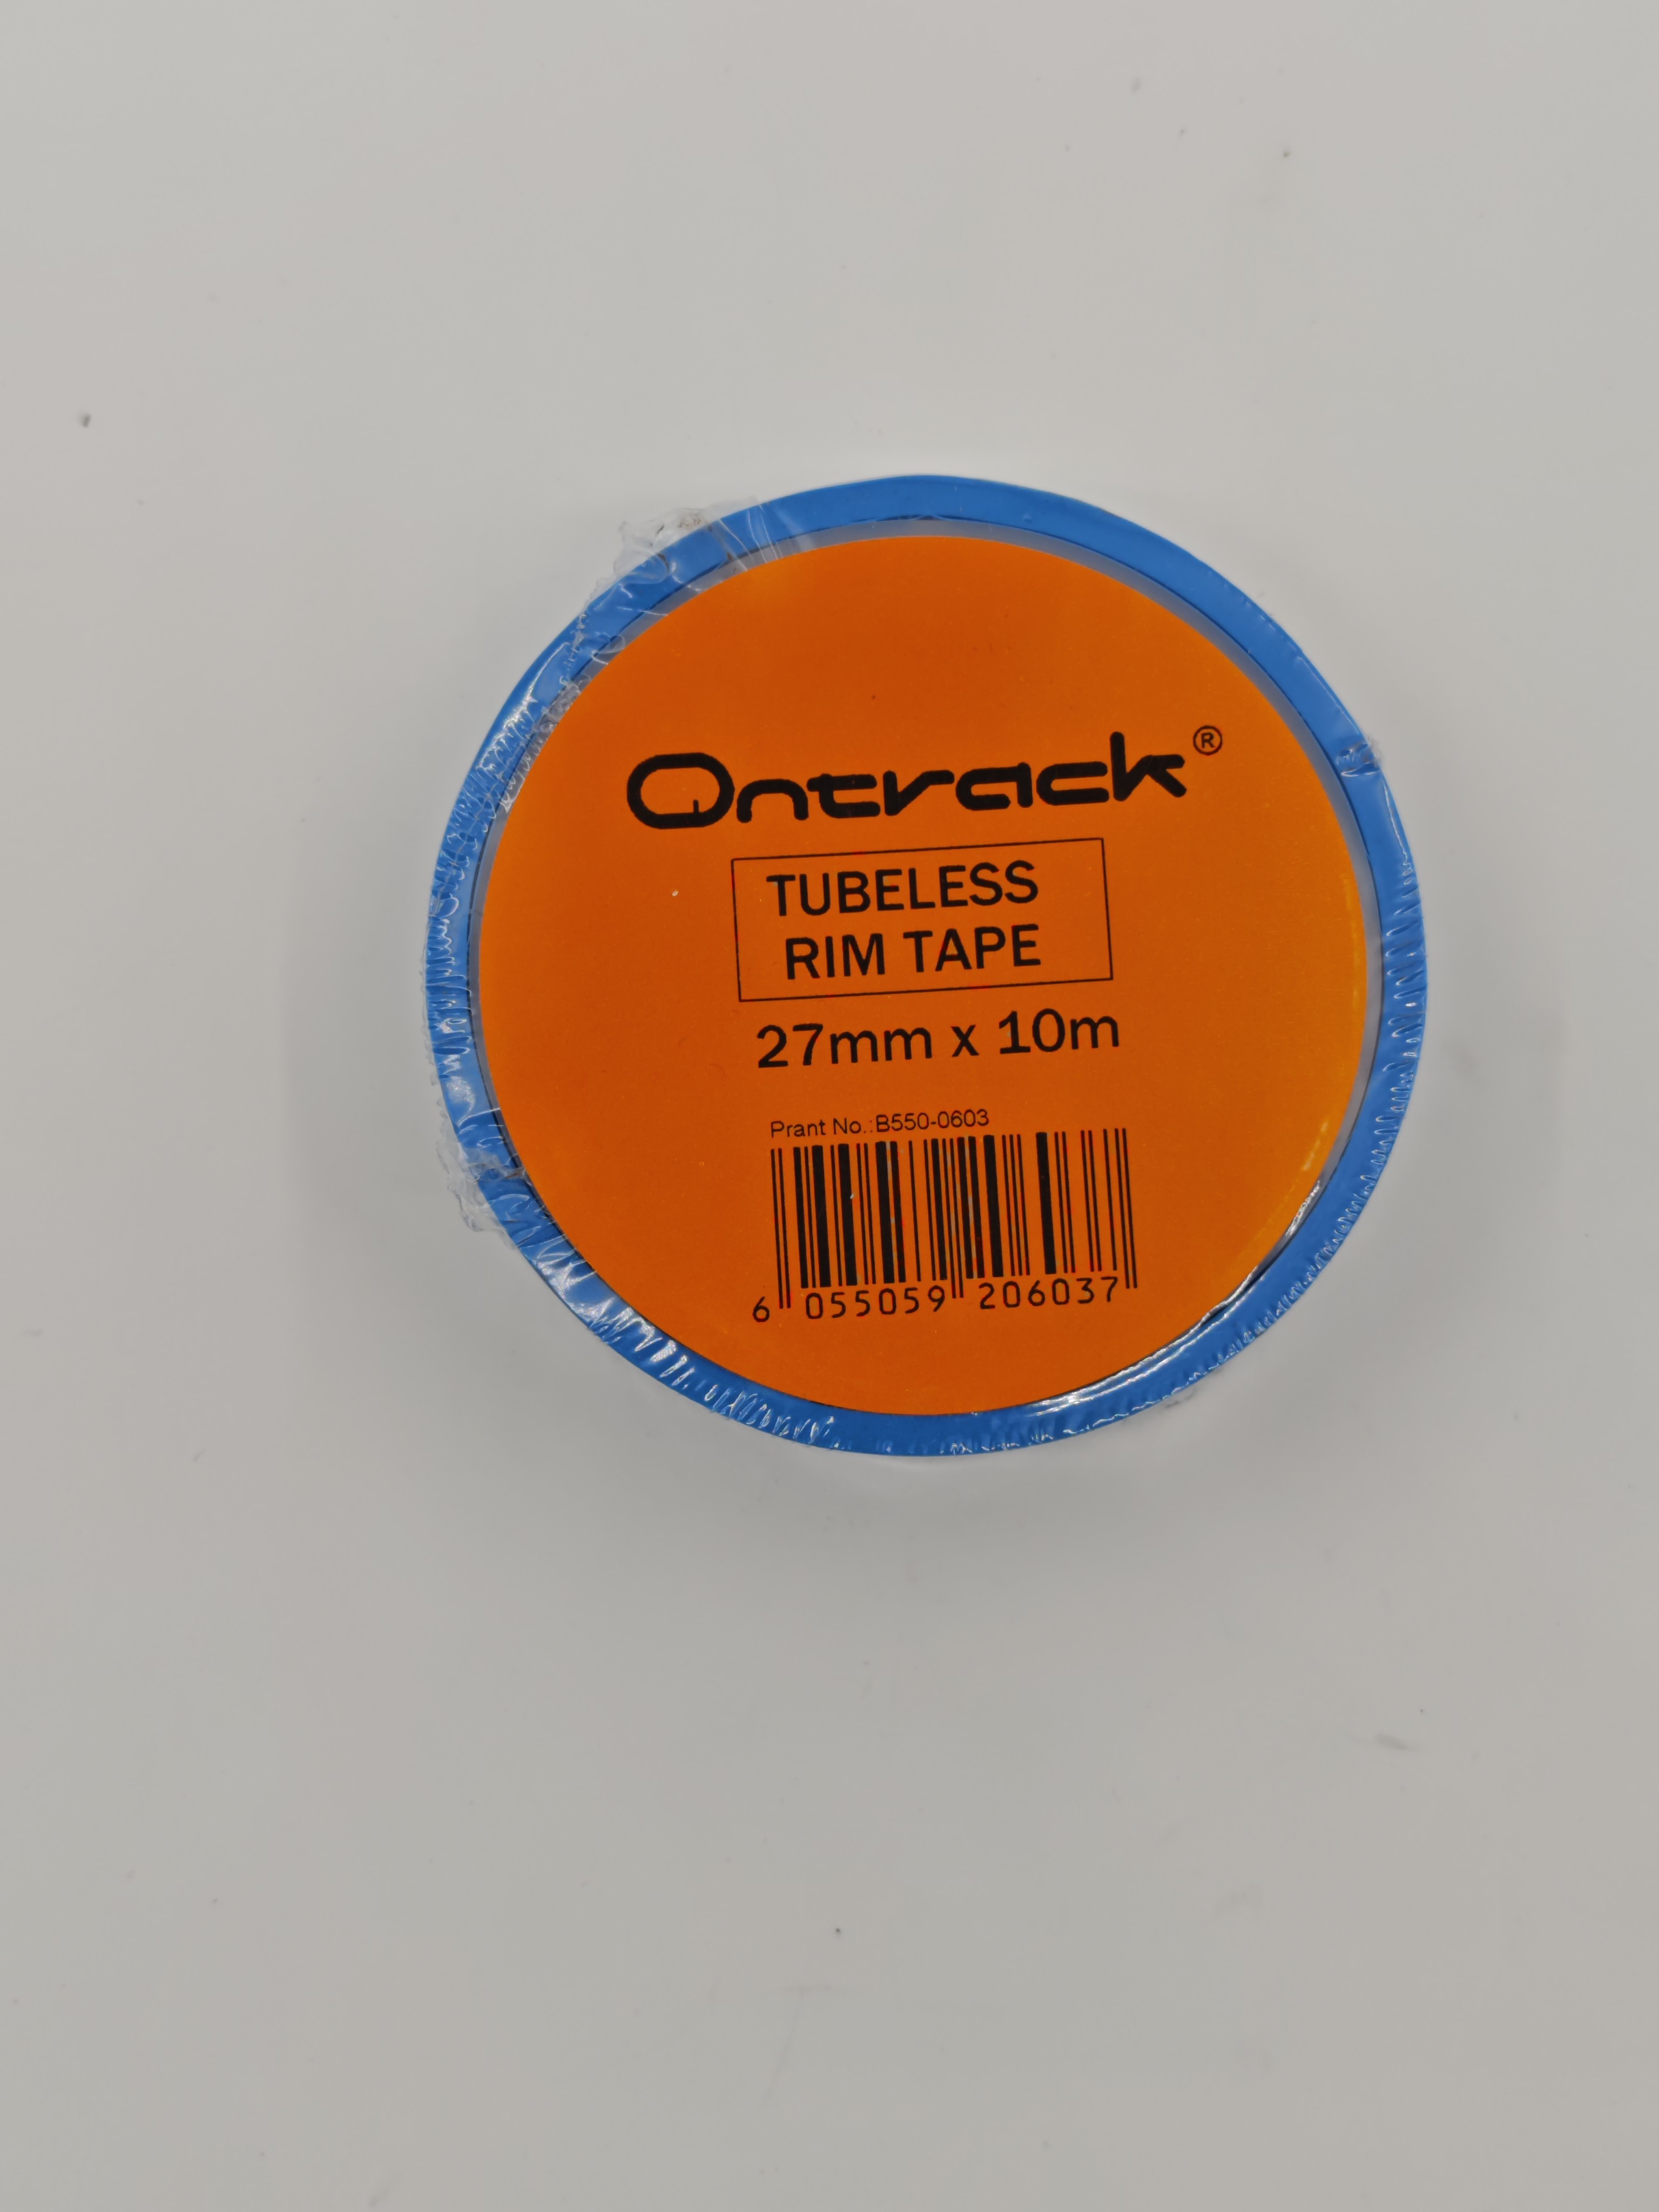 Ontrack®
TUBELESS
RIM TAPE
27mm x 10m
Prant No.:B550-0603
6 055059 206037